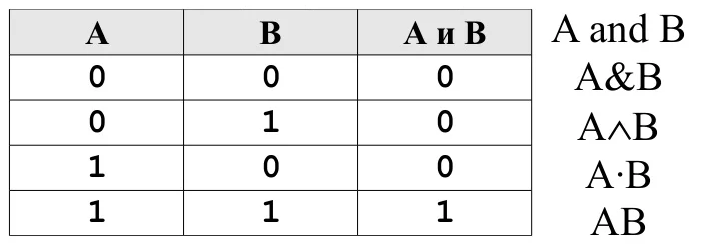 А В А и В
0 0 0
0 1 0
1 0 0
1 1 1
A and B
A&B
A∧B
A·B
AB